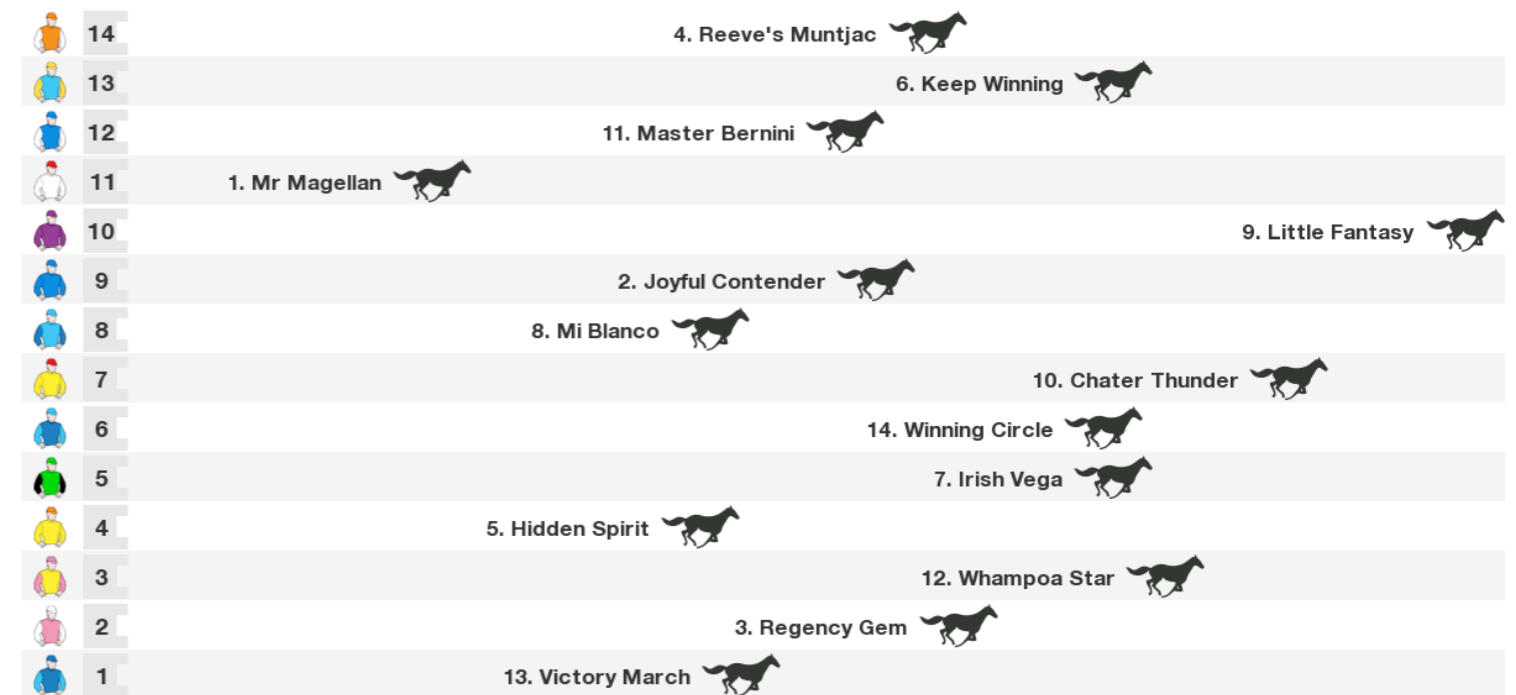 14 4. Reeve's Muntjac
13 6. Keep Winning
12 11. Master Bernini
11 1. Mr Magellan
10 9. Little Fantasy
9 2. Joyful Contender
8 8. Mi Blanco
7 10. Chater Thunder
6 14. Winning Circle
5 7. Irish Vega
4 5. Hidden Spirit
3 12. Whampoa Star
2 3. Regency Gem
1 13. Victory March